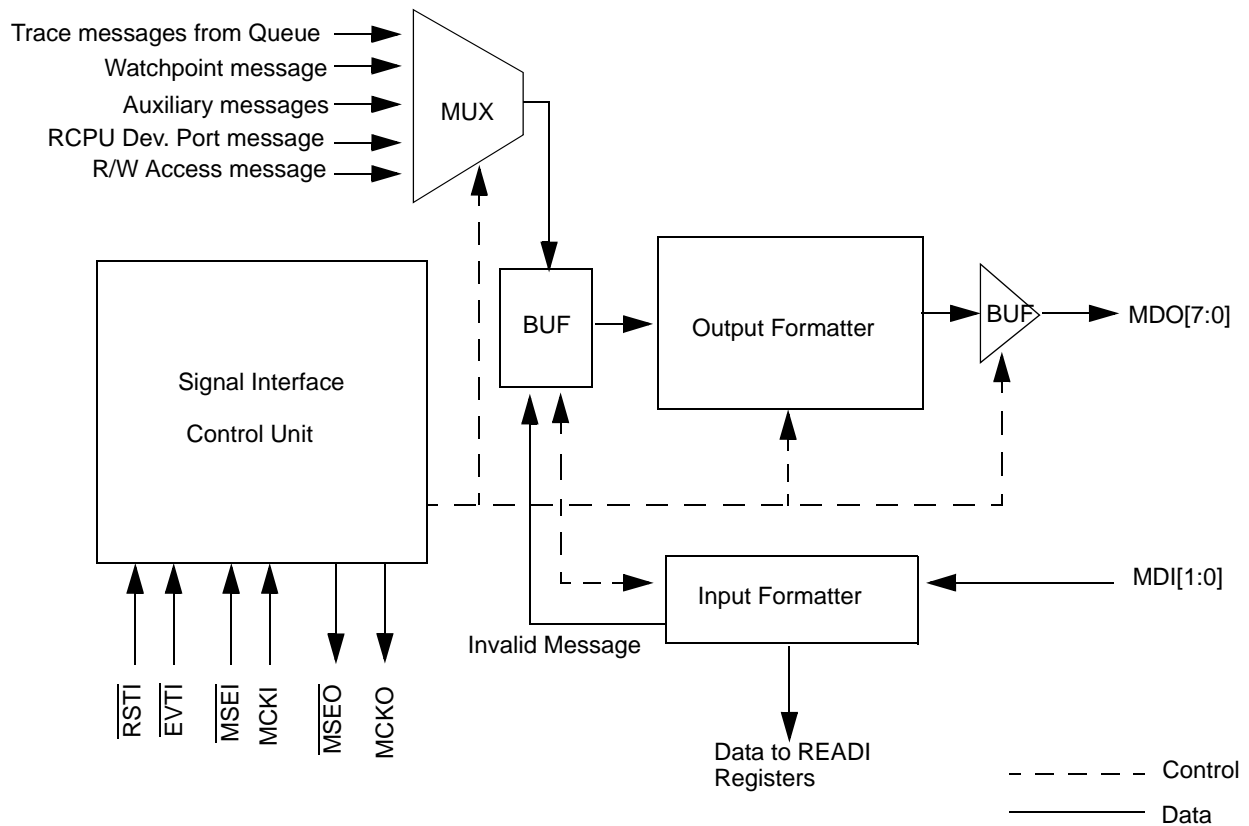 Trace messages from Queue
Watchpoint message
Auxiliary messages
RCPU Dev. Port message
R/W Access message
MUX
BUF
Output Formatter
BUF
MDO[7:0]
Signal Interface
Control Unit
Input Formatter
MDI[1:0]
Invalid Message
RSTI
EVTI
MSEI
MCKI
MSEO
MCKO
Data to READI
Registers
Control
Data